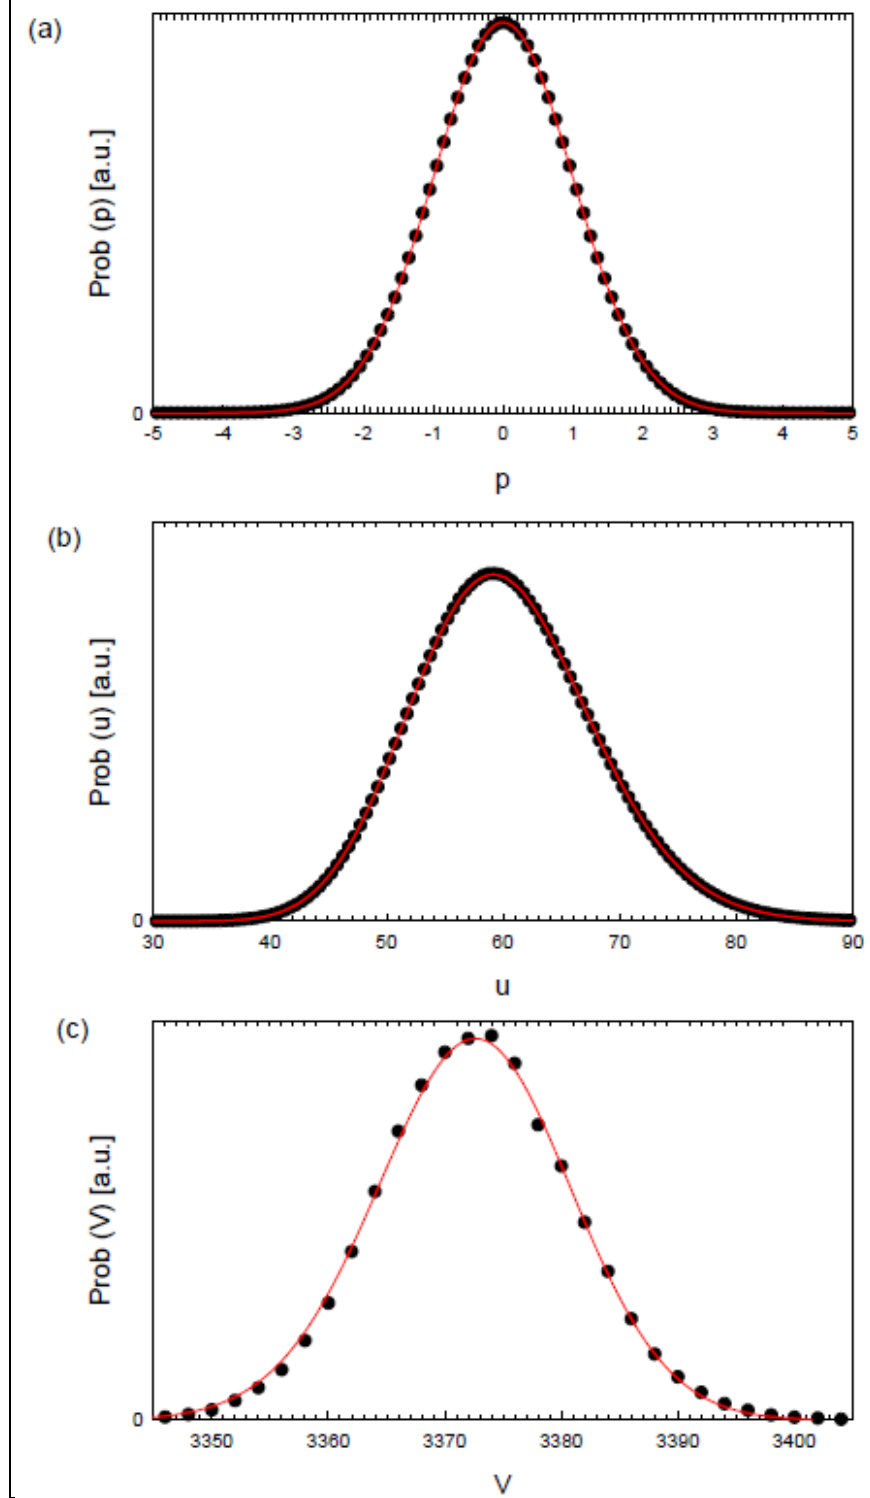 (a)
Prob (p) [a.u.]
0
-5 -4 -3 -2 -1 0 1 2 3 4 5
p
(b)
Prob (u) [a.u.]
0
30 40 50 60 70 80 90
u
(c)
Prob (V) [a.u.]
0
3350 3360 3370 3380 3390 3400
V